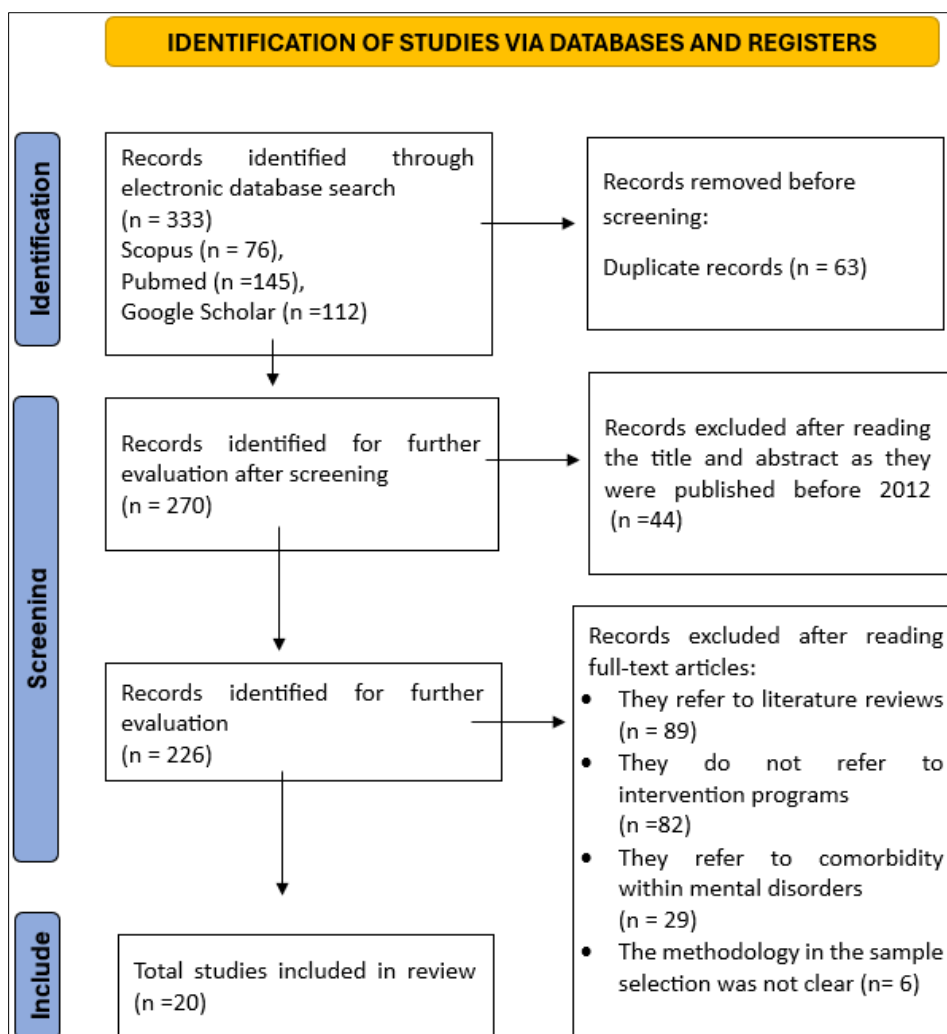 IDENTIFICATION OF STUDIES VIA DATABASES AND REGISTERS
Identification
Records identified through
electronic database search
(n = 333)
Scopus (n = 76),
Pubmed (n =145),
Google Scholar (n =112)
Records removed before
screening:
Duplicate records (n = 63)
Screening
Records identified for further
evaluation after screening
(n = 270)
Records excluded after reading
the title and abstract as they
were published before 2012
(n =44)
Records identified for further
evaluation
(n = 226)
Records excluded after reading
full-text articles:
• They refer to literature reviews
(n = 89)
• They do not refer to
intervention programs
(n =82)
• They refer to comorbidity
within mental disorders
(n = 29)
• The methodology in the sample
selection was not clear (n= 6)
Include
Total studies included in review
(n =20)